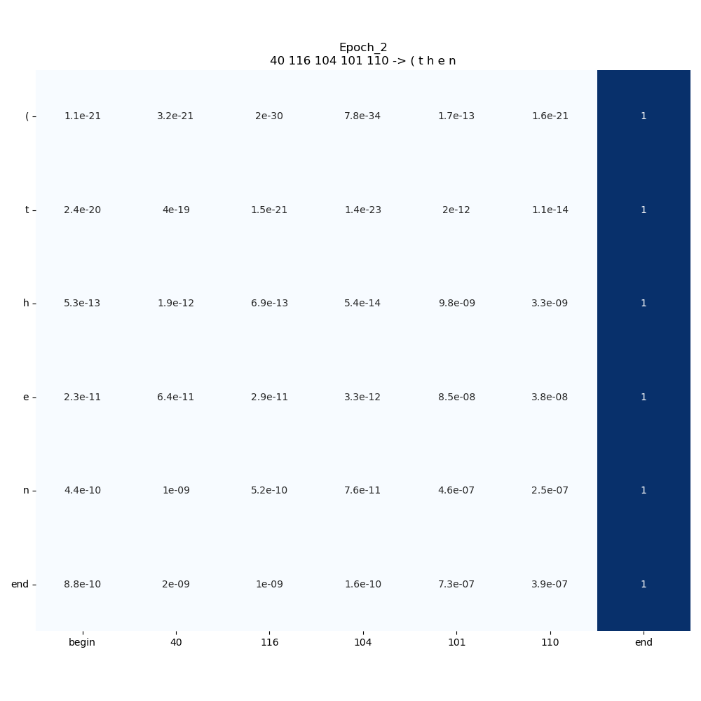 Epoch_2
40 116 104 101 110 -> ( t h e n
( 1.1e-21 3.2e-21 2e-30 7.8e-34 1.7e-13 1.6e-21 1
t 2.4e-20 4e-19 1.5e-21 1.4e-23 2e-12 1.1e-14 1
h 5.3e-13 1.9e-12 6.9e-13 5.4e-14 9.8e-09 3.3e-09 1
e 2.3e-11 6.4e-11 2.9e-11 3.3e-12 8.5e-08 3.8e-08 1
n 4.4e-10 1e-09 5.2e-10 7.6e-11 4.6e-07 2.5e-07 1
end 8.8e-10 2e-09 1e-09 1.6e-10 7.3e-07 3.9e-07 1
begin 40 116 104 101 110 end